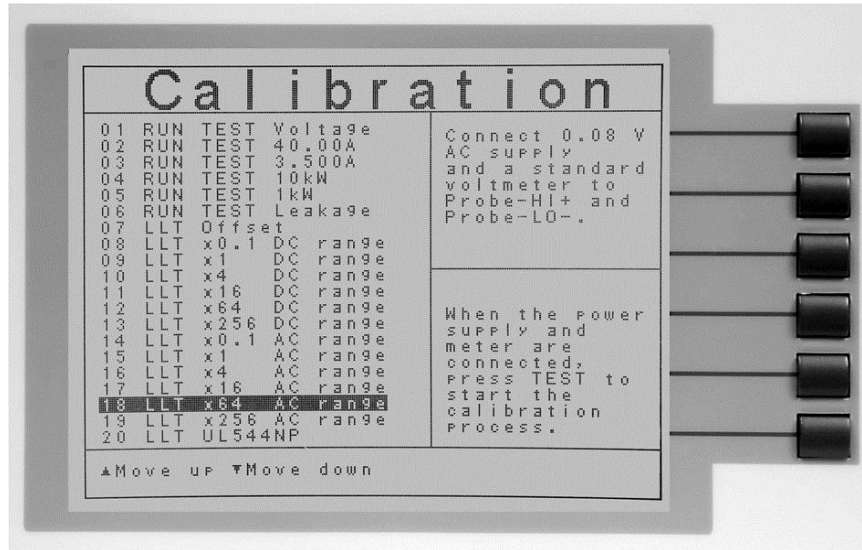 Calibration
01 RUN TEST Voltage
02 RUN TEST 40.00A
03 RUN TEST 3.500A
04 RUN TEST 10kW
05 RUN TEST 1kW
06 RUN TEST Leakage
07 LLT Offset
08 LLT x0.1 DC range
09 LLT x1 DC range
10 LLT x4 DC range
11 LLT x16 DC range
12 LLT x64 DC range
13 LLT x256 DC range
14 LLT x0.1 AC range
15 LLT x1 AC range
16 LLT x4 AC range
17 LLT x16 AC range
18 LLT x64 AC range
19 LLT x256 AC range
20 LLT UL544NP
Connect 0.08 V
AC supply
and a standard
voltmeter to
Probe-HI+ and
Probe-LO-.
When the power
supply and
meter are
connected,
press TEST to
start the
calibration
process.
▲Move up ▼Move down